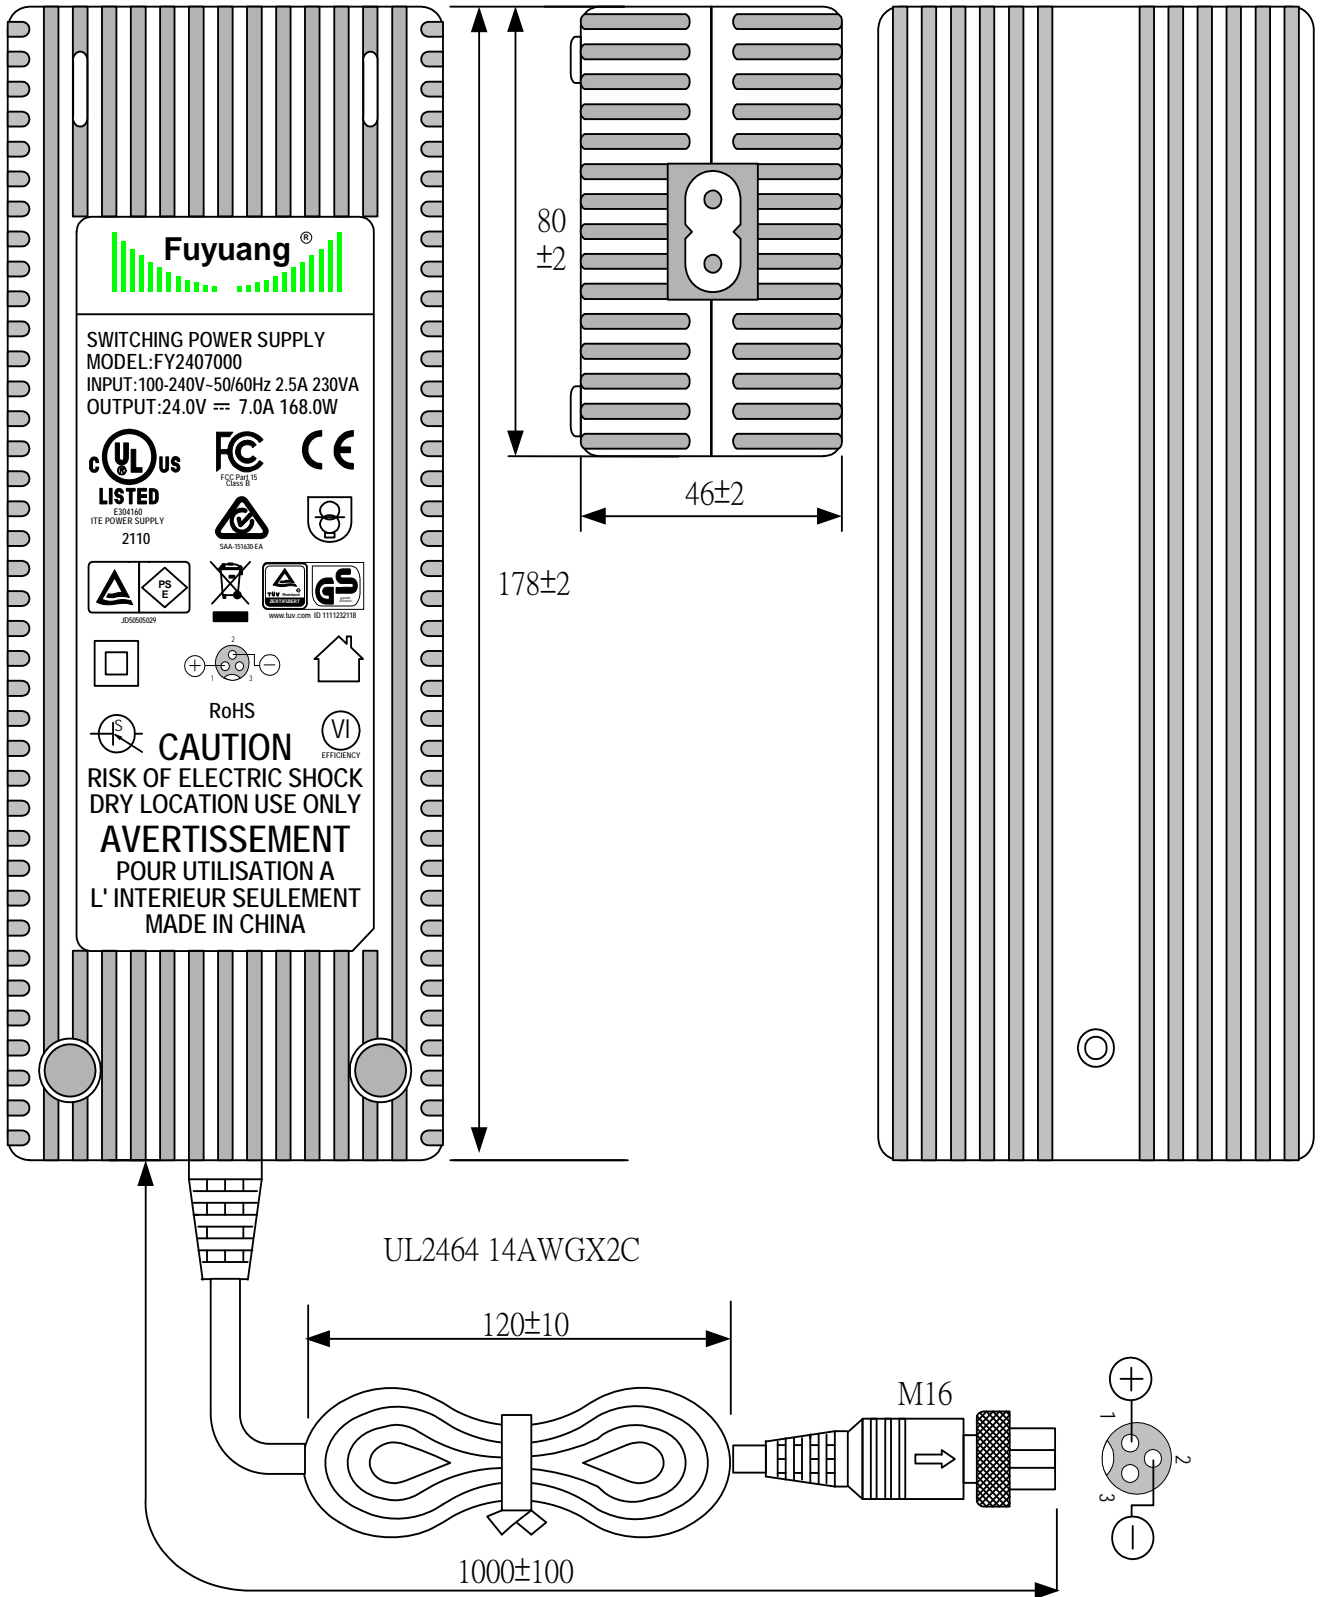 Fuyuang ®
SWITCHING POWER SUPPLY
MODEL:FY2407000
INPUT:100-240V~50/60Hz 2.5A 230VA
OUTPUT:24.0V ⎓ 7.0A 168.0W
C UL ® US
LISTED
E304160
ITE POWER SUPPLY
2110
FC
FCC Part 15
Class B
CE
SAA-151630-EA
PS
E
JD50505029
TÜV Rheinland
ZERTIFIZIERT
GS
www.tuv.com ID 1111232118
2
+
−
1
3
RoHS
S
VI
EFFICIENCY
CAUTION
RISK OF ELECTRIC SHOCK
DRY LOCATION USE ONLY
AVERTISSEMENT
POUR UTILISATION A
L' INTERIEUR SEULEMENT
MADE IN CHINA
80
±2
46±2
178±2
UL2464 14AWGX2C
120±10
M16
1000±100
+
1
2
3
−